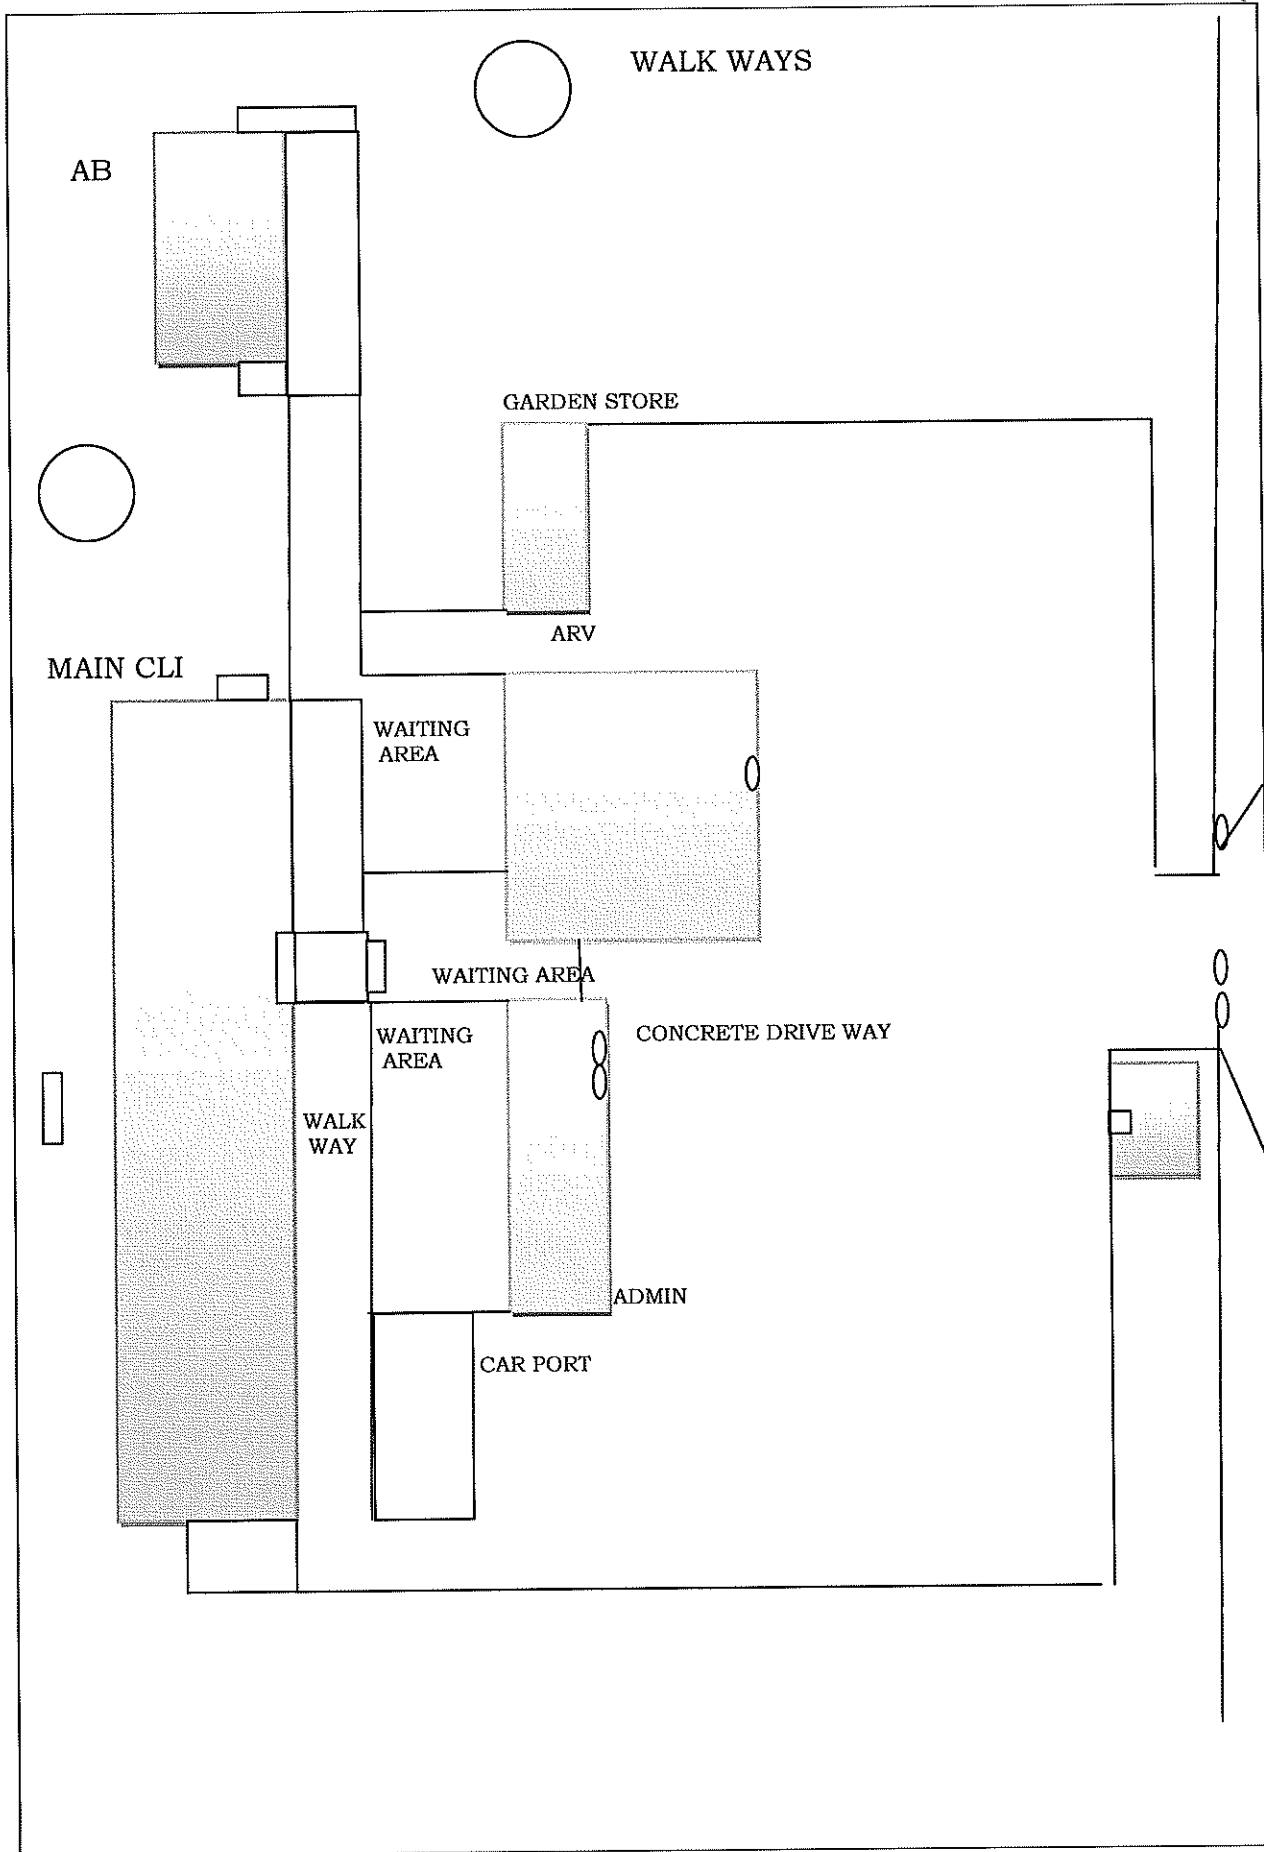 WALK WAYS
AB
GARDEN STORE
ARV
MAIN CLI
WAITING
AREA
WAITING AREA
WAITING
AREA
CONCRETE DRIVE WAY
WALK
WAY
ADMIN
CAR PORT